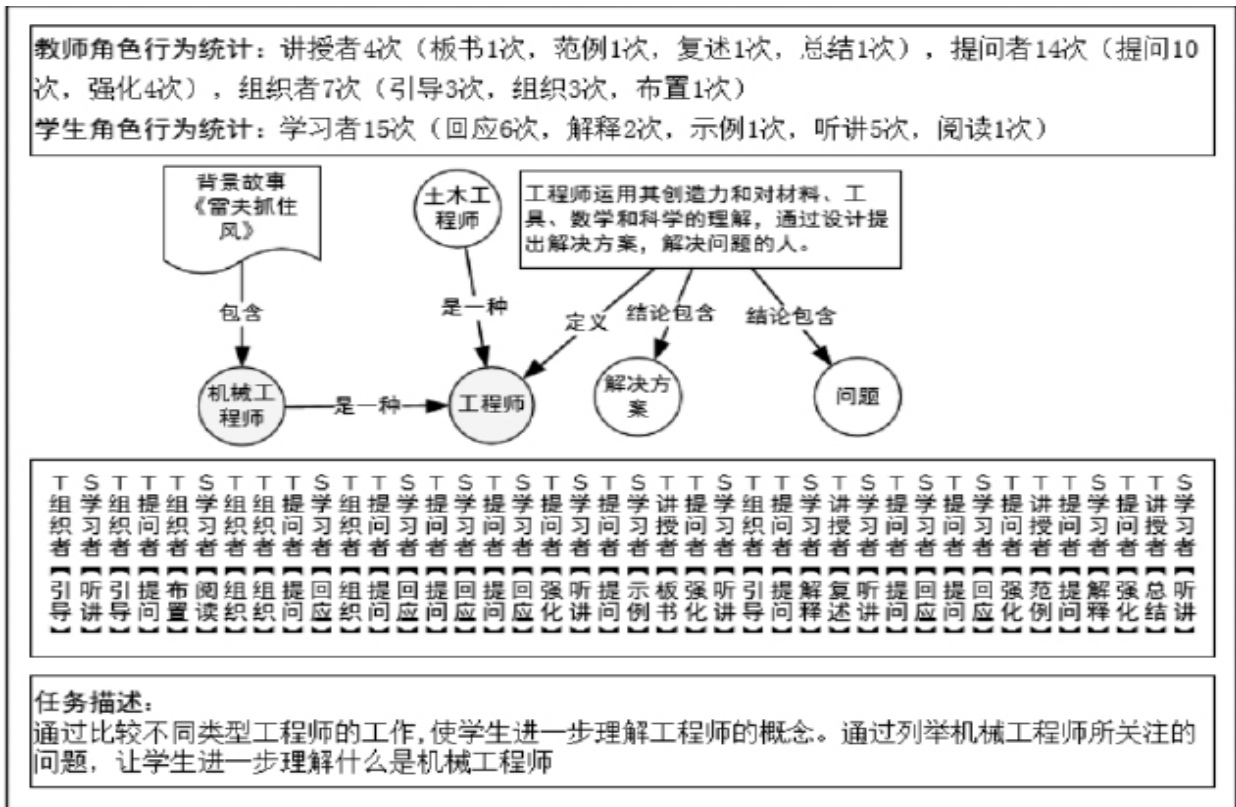 教师角色行为统计：讲授者4次（板书1次，范例1次，复述1次，总结1次），提问者14次（提问10
次，强化4次），组织者7次（引导3次，组织3次，布置1次）
学生角色行为统计：学习者15次（回应6次，解释2次，示例1次，听讲5次，阅读1次）
背景故事
《雷夫抓住
风》
土木工
程师
工程师运用其创造力和对材料、工
具、数学和科学的理解，通过设计提
出解决方案，解决问题的人。
包含
是一种
定义
结论包含
结论包含
机械工
程师
是一种
工程师
解决方
案
问题
T组织者【引导】
S学习者【听讲】
T组织者【引导】
T提问者【提问】
T组织者【布置】
S学习者【阅读】
T组织者【组织】
T组织者【组织】
T提问者【提问】
S学习者【回应】
T组织者【组织】
T提问者【提问】
S学习者【回应】
T提问者【提问】
S学习者【回应】
T提问者【提问】
S学习者【回应】
T提问者【强化】
S学习者【听讲】
T提问者【提问】
S学习者【示例】
T讲授者【板书】
T提问者【强化】
S学习者【听讲】
T组织者【引导】
T提问者【提问】
S学习者【解释】
T讲授者【复述】
S学习者【听讲】
T提问者【提问】
S学习者【回应】
T提问者【提问】
S学习者【回应】
T提问者【强化】
T讲授者【范例】
T提问者【提问】
S学习者【解释】
T提问者【强化】
T讲授者【总结】
S学习者【听讲】
任务描述：
通过比较不同类型工程师的工作,使学生进一步理解工程师的概念。通过列举机械工程师所关注的
问题，让学生进一步理解什么是机械工程师